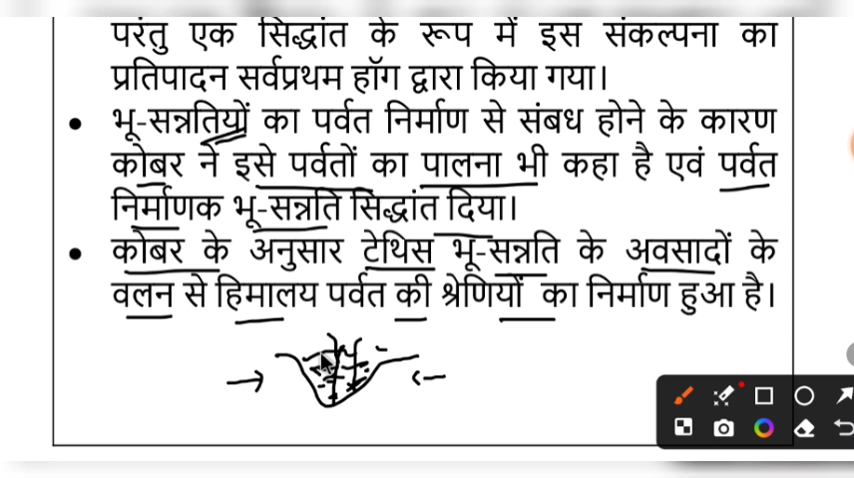 परंतु एक सिद्धांत के रूप में इस संकल्पना का
प्रतिपादन सर्वप्रथम हॉग द्वारा किया गया।
• भू-सन्नतियों का पर्वत निर्माण से संबध होने के कारण
कोबर ने इसे पर्वतों का पालना भी कहा है एवं पर्वत
निर्माणक भू-सन्नति सिद्धांत दिया।
• कोबर के अनुसार टेथिस भू-सन्नति के अवसादों के
वलन से हिमालय पर्वत की श्रेणियों का निर्माण हुआ है।